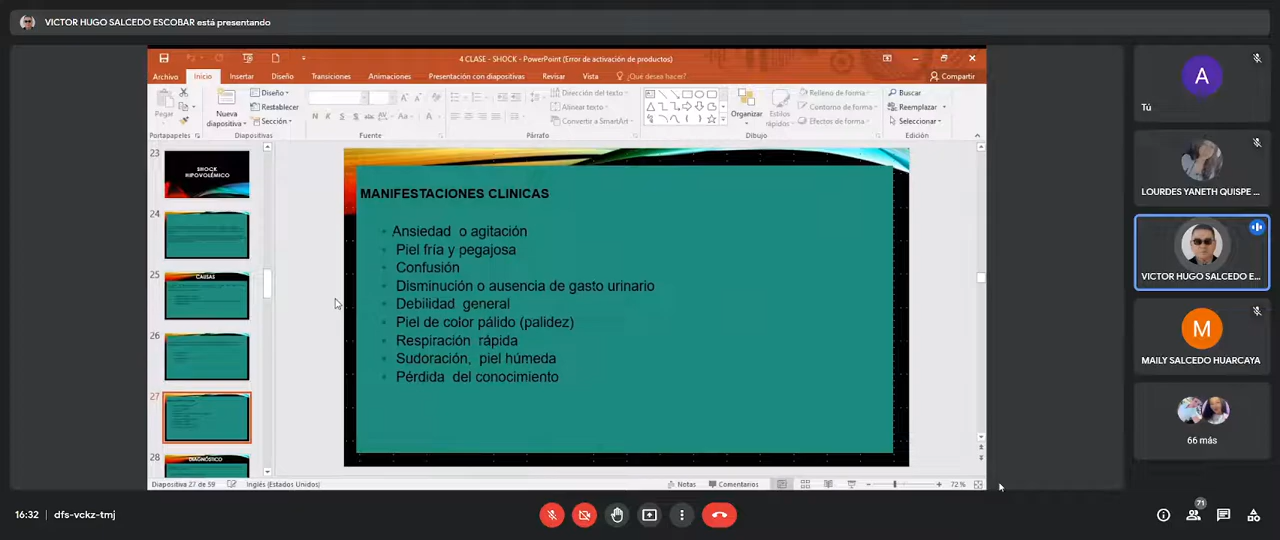 VICTOR HUGO SALCEDO ESCOBAR está presentando
4 CLASE - SHOCK - PowerPoint (Error de activación de productos)
Archivo Inicio Insertar Diseño Transiciones Animaciones Presentación con diapositivas Revisar Vista ¿Qué desea hacer? Compartir
Pegar
Nueva diapositiva
Diseño
Restablecer
Sección
N
Dirección del texto
Alinear texto
Convierte a SmartArt
Organizar
Estilos rápidos
Relleno de forma
Contorno de forma
Efectos de forma
Buscar
Reemplazar
Seleccionar
Portapapeles Diapositivas Fuente Párrafo Dibujo Edición
23
SHOCK
HIPOVOLÉMICO
24
25
CAUSAS
26
27
28
DIAGNÓSTICO
MANIFESTACIONES CLINICAS
Ansiedad o agitación
Piel fría y pegajosa
Confusión
Disminución o ausencia de gasto urinario
Debilidad general
Piel de color pálido (palidez)
Respiración rápida
Sudoración, piel húmeda
Pérdida del conocimiento
Diapositiva 27 de 59 Inglés (Estados Unidos) Notas Comentarios 72 %
A
Tú
LOURDES YANETH QUISPE ...
VICTOR HUGO SALCEDO E...
M
MAILY SALCEDO HUARCAYA
66 más
16:32 dfs-vckz-tmj
71